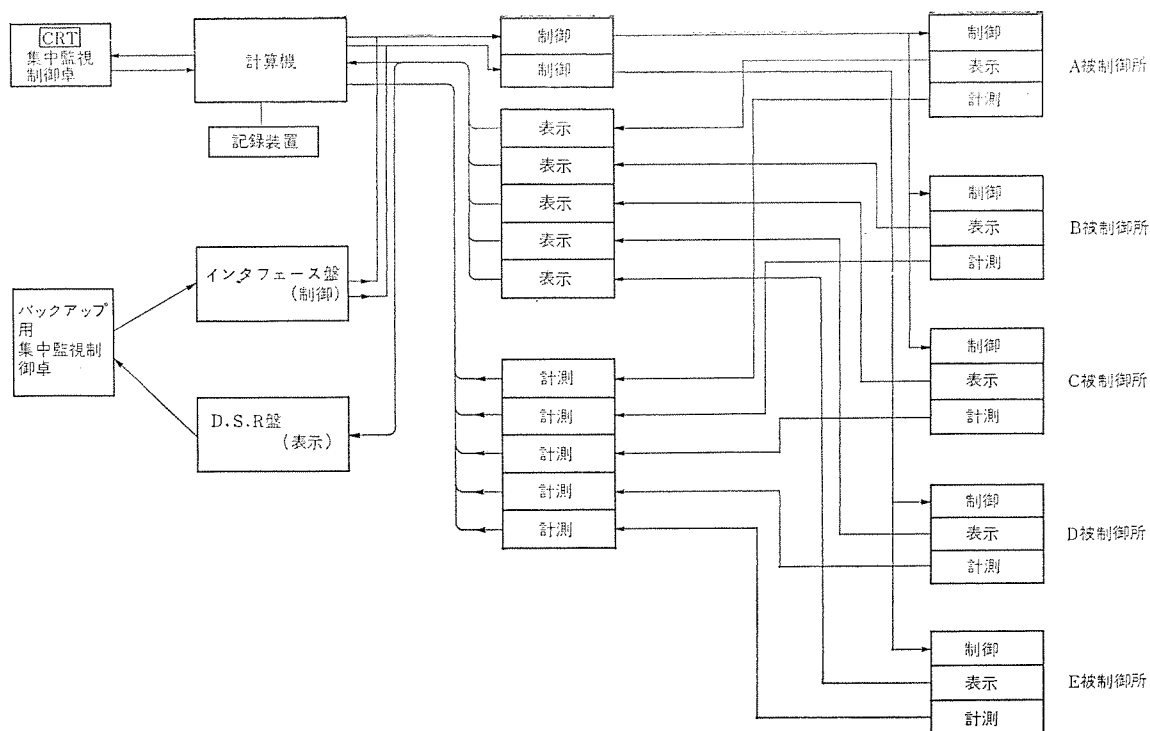 CRT
集中監視
制御卓
計算機
記録装置
インタフェース盤
(制御)
バックアップ
用
集中監視制
御卓
D.S.R盤
(表示)
制御
制御
表示
表示
表示
表示
表示
計測
計測
計測
計測
計測
制御
表示
計測
A被制御所
制御
表示
計測
B被制御所
制御
表示
計測
C被制御所
制御
表示
計測
D被制御所
制御
表示
計測
E被制御所